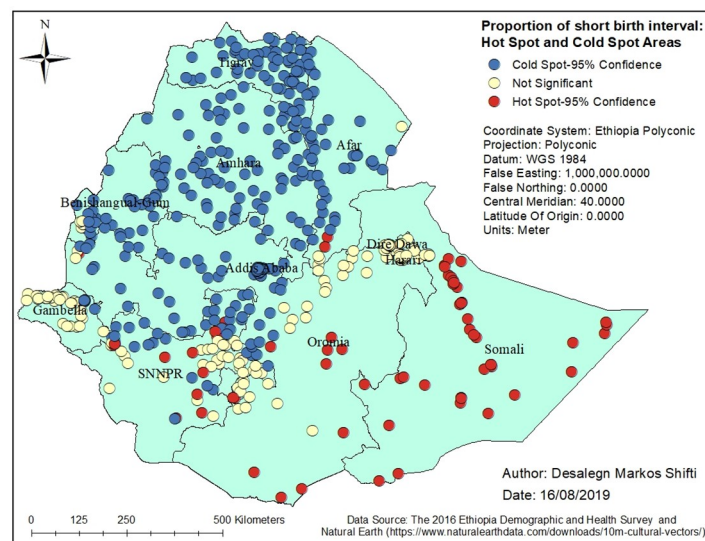 N
Proportion of short birth interval:
Hot Spot and Cold Spot Areas
Cold Spot-95% Confidence
Not Significant
Hot Spot-95% Confidence
Coordinate System: Ethiopia Polyconic
Projection: Polyconic
Datum: WGS 1984
False Easting: 1,000,000.0000
False Northing: 0.0000
Central Meridian: 40.0000
Latitude Of Origin: 0.0000
Units: Meter
Tigray
Afar
Amhara
Benishangual-Gum
Dire Dawa
Harari
Addis Ababa
Gambella
Oromia
Somali
SNNPR
Author: Desalegn Markos Shifti
Date: 16/08/2019
0 125 250 500 Kilometers
Data Source: The 2016 Ethiopia Demographic and Health Survey and
Natural Earth (https://www.naturalearthdata.com/downloads/10m-cultural-vectors/)